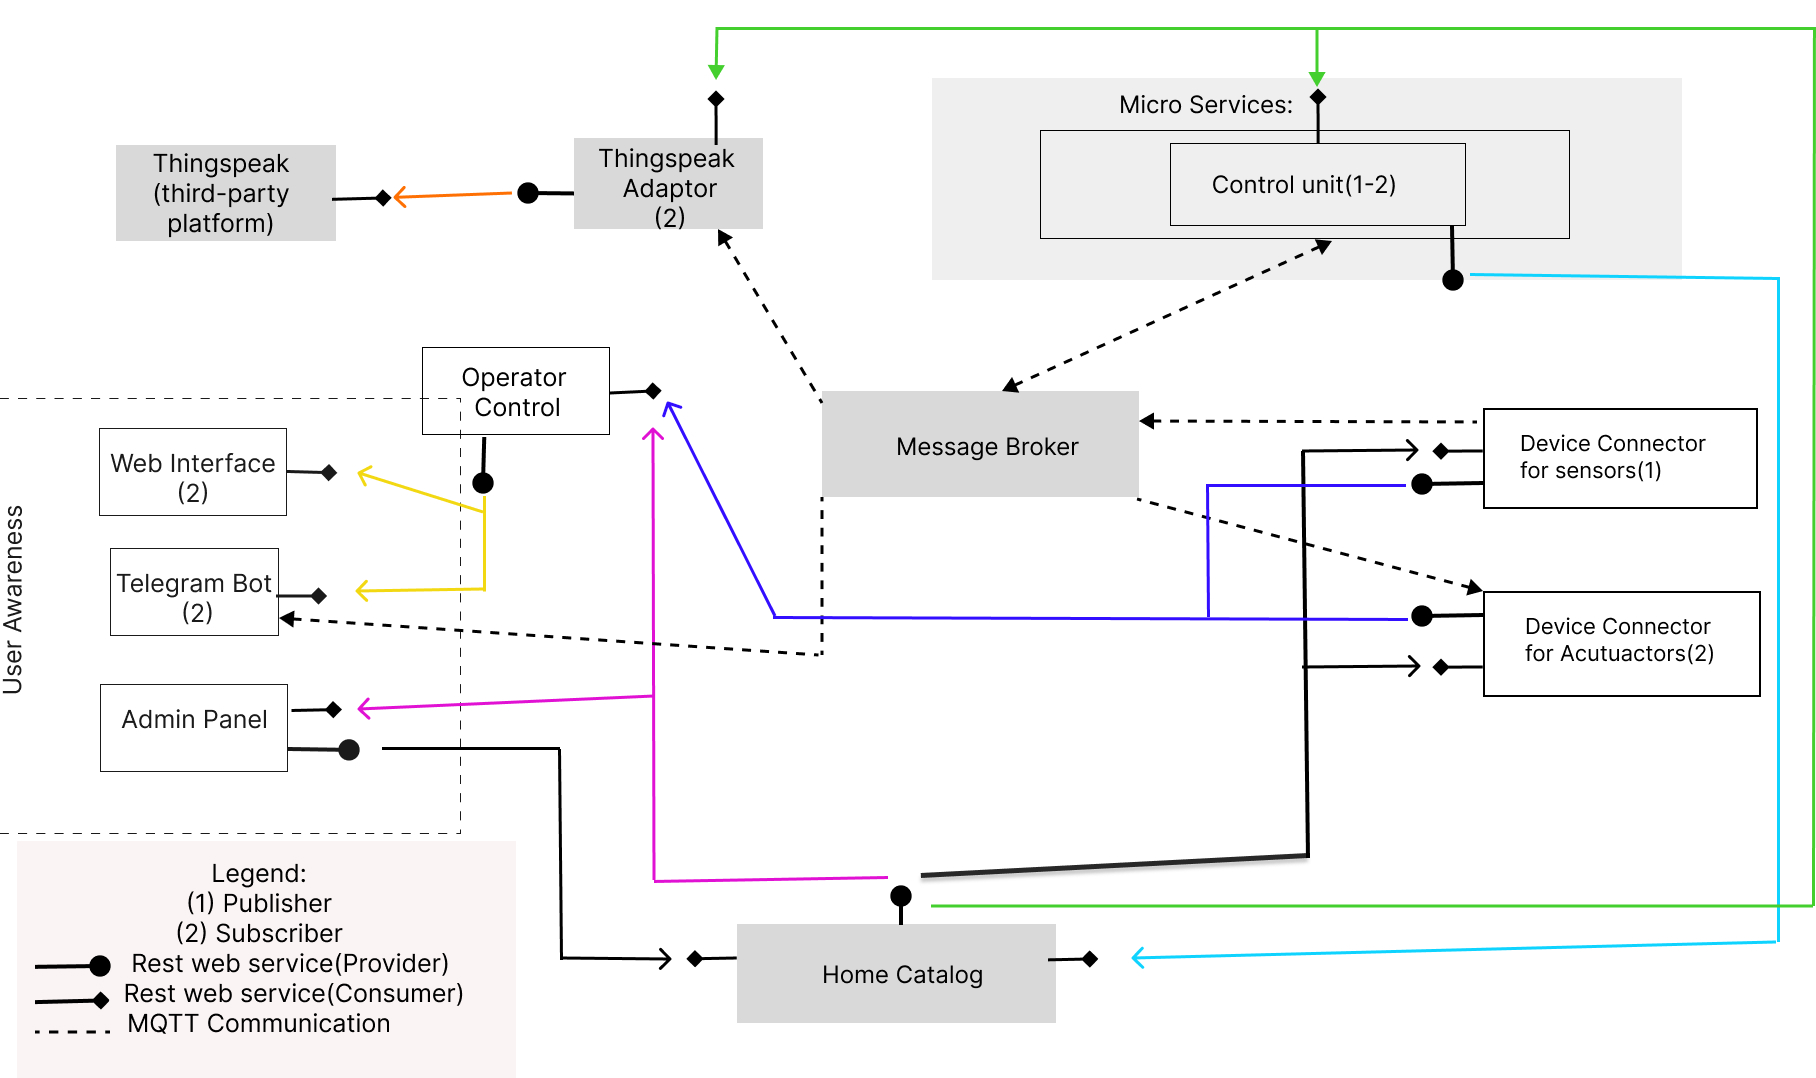 Micro Services:
Thingspeak
(third-party
platform)
Thingspeak
Adaptor
(2)
Control unit(1-2)
Operator
Control
Message Broker
Device Connector
for sensors(1)
User Awareness
Web Interface
(2)
Telegram Bot
(2)
Device Connector
for Acutuactors(2)
Admin Panel
Legend:
(1) Publisher
(2) Subscriber
Rest web service(Provider)
Rest web service(Consumer)
MQTT Communication
Home Catalog